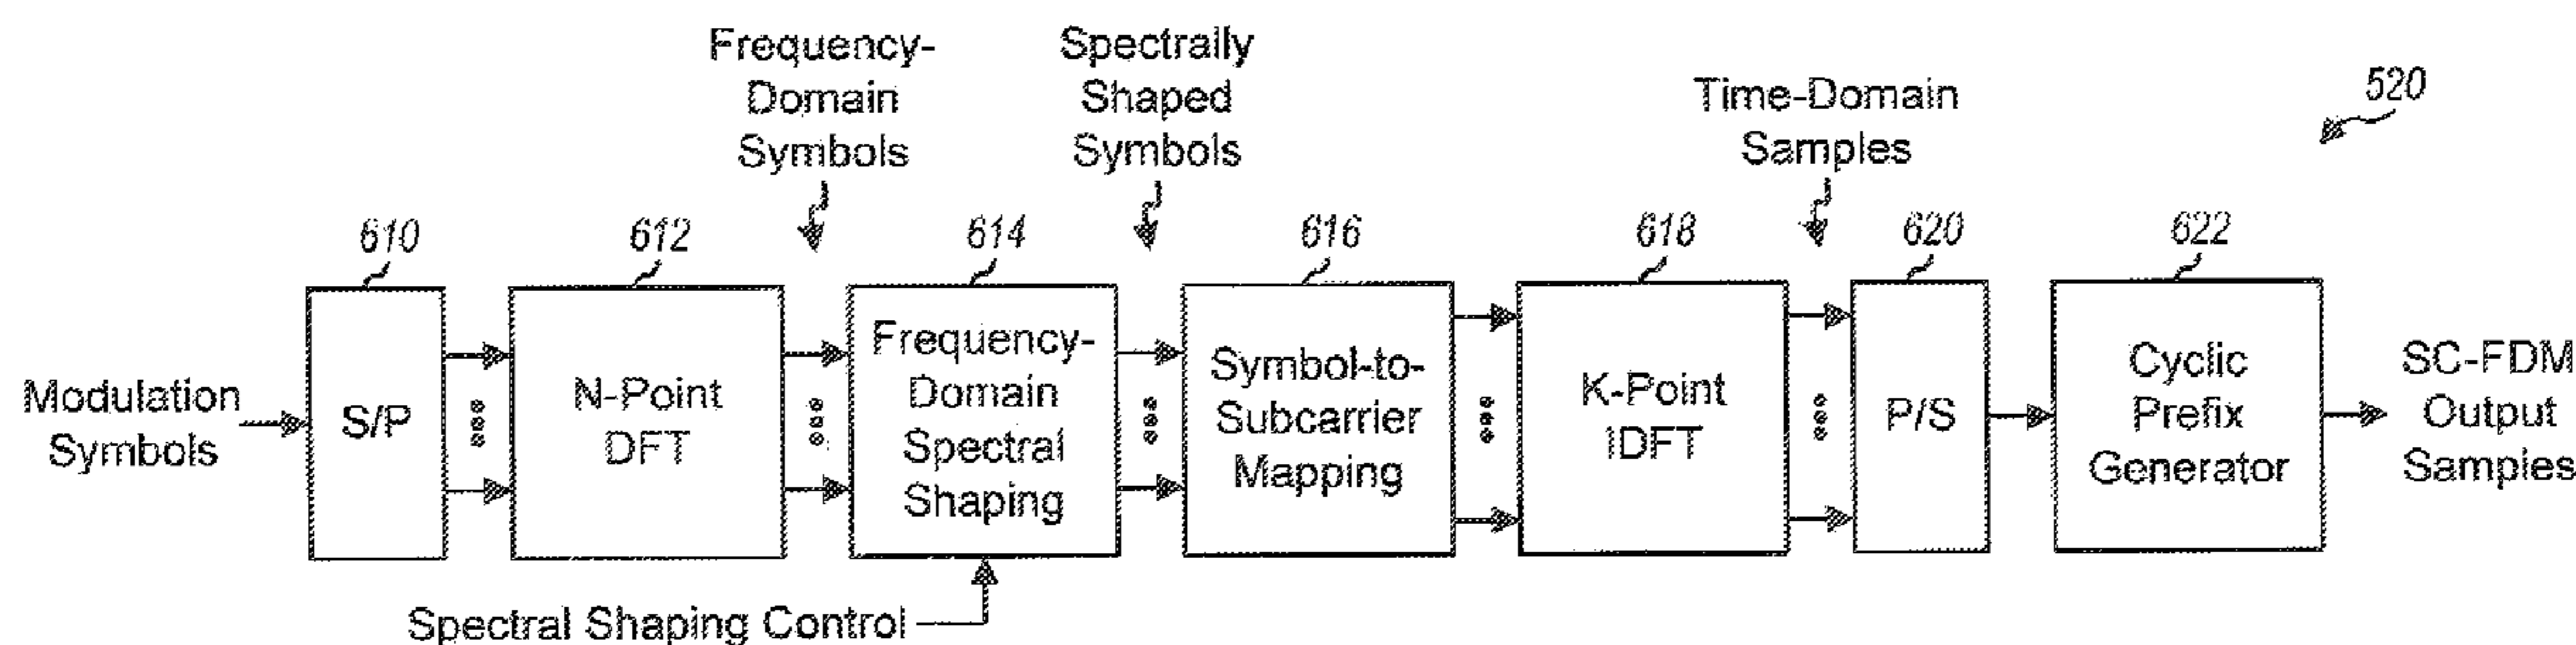 Frequency-
Domain
Symbols
Spectrally
Shaped
Symbols
Time-Domain
Samples
520
610
612
614
616
618
620
622
Modulation
Symbols
S/P
N-Point
DFT
Frequency-
Domain
Spectral
Shaping
Symbol-to-
Subcarrier
Mapping
K-Point
IDFT
P/S
Cyclic
Prefix
Generator
SC-FDM
Output
Samples
Spectral Shaping Control